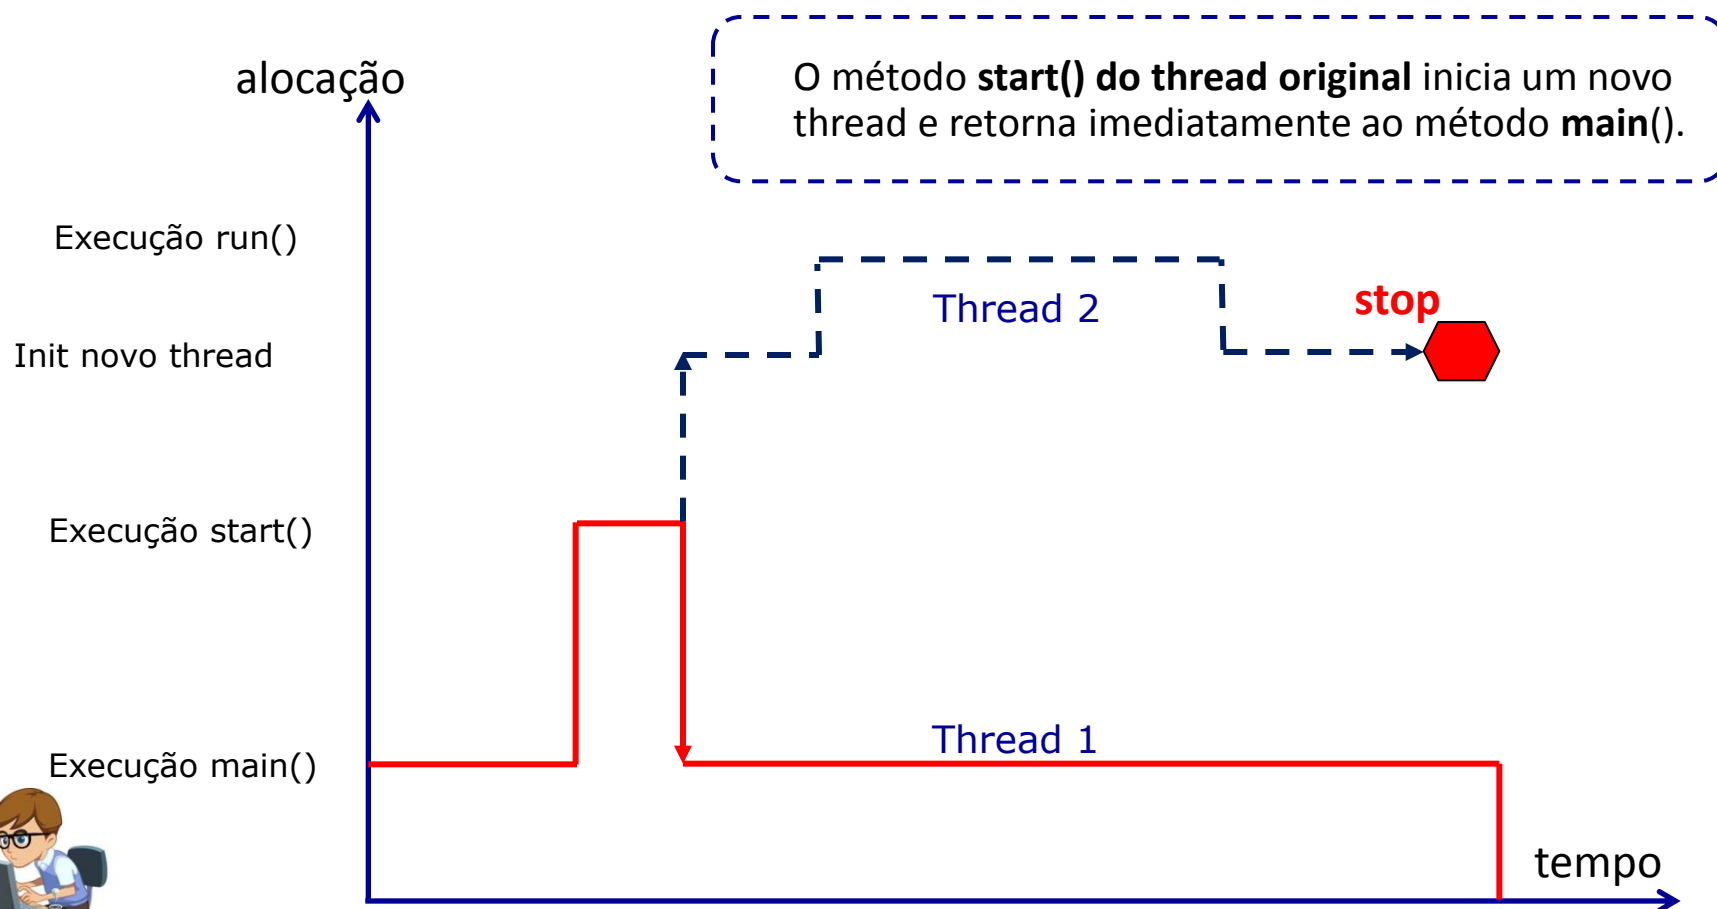 alocação
O método start() do thread original inicia um novo
thread e retorna imediatamente ao método main().
Execução run()
Thread 2
stop
Init novo thread
Execução start()
Thread 1
Execução main()
tempo